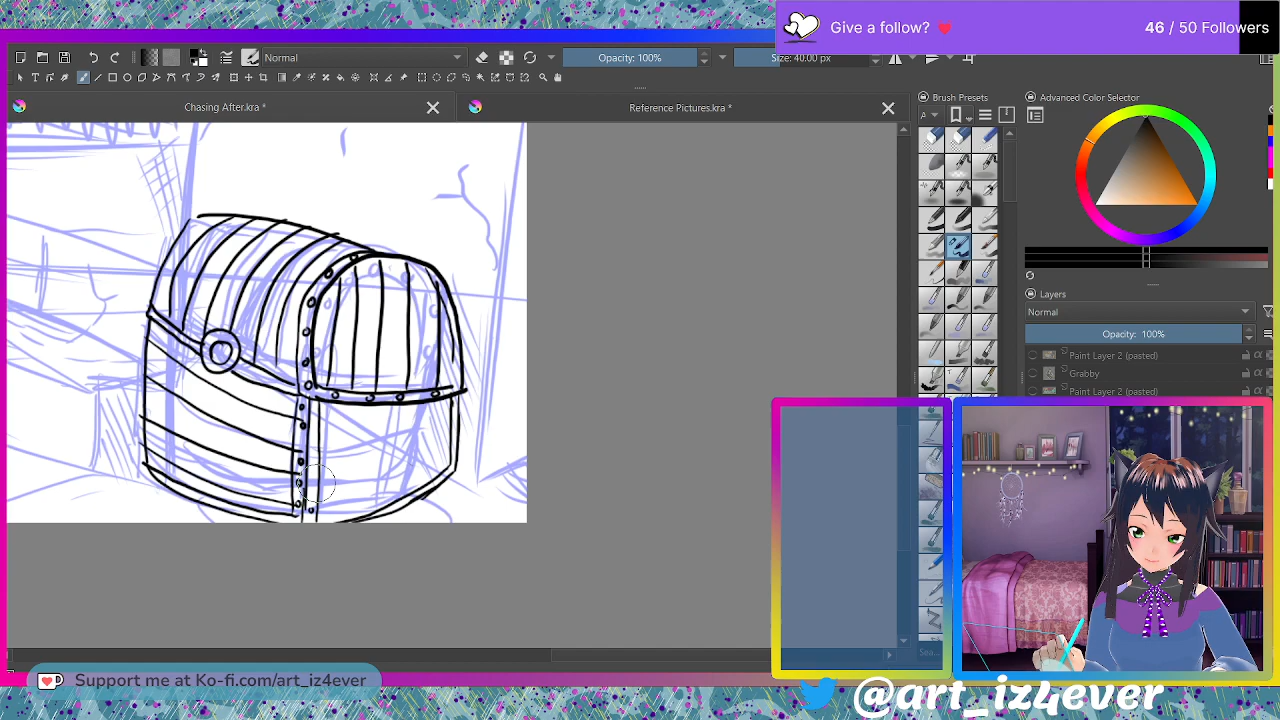 Give a follow?
46 / 50 Followers
Normal
Opacity: 100%
Size: 40.00 px
Chasing After.kra *
Reference Pictures.kra *
Brush Presets
Advanced Color Selector
A
Layers
Normal
Opacity: 100%
Paint Layer 2 (pasted)
Grabby
Paint Layer 2 (pasted)
Sea...
Support me at Ko-fi.com/art_iz4ever
@art_iz4ever